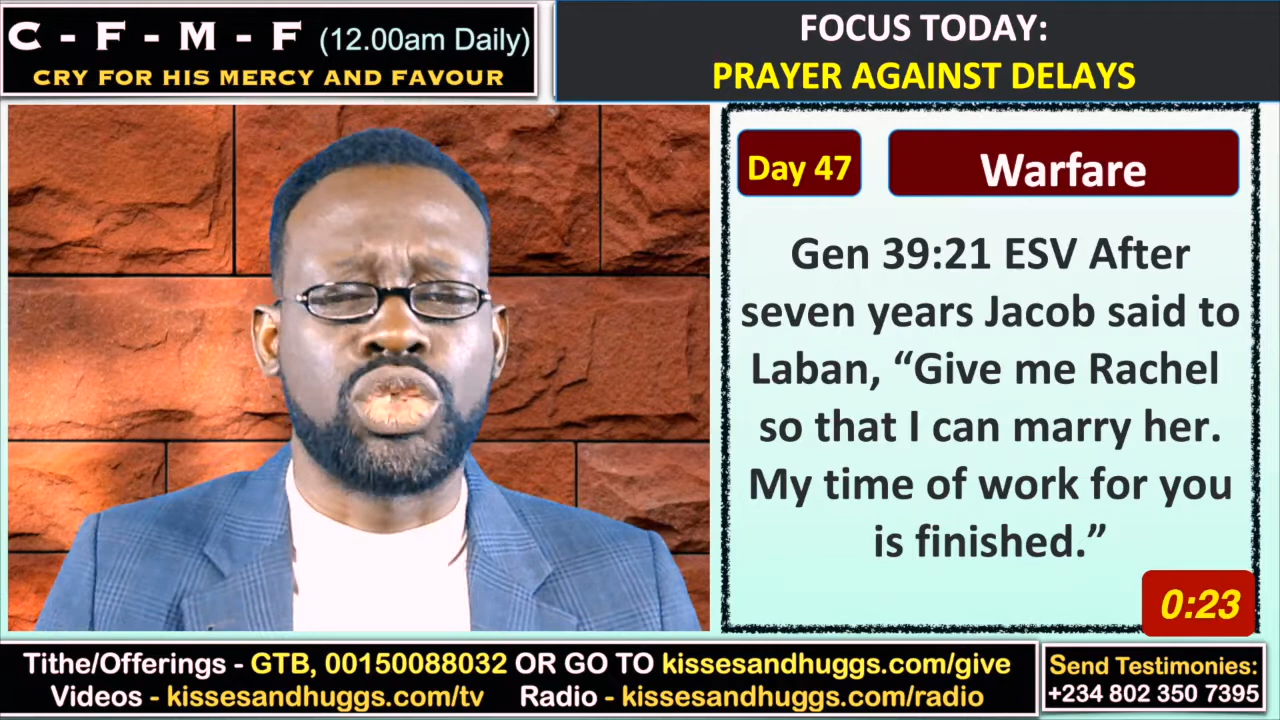 C - F - M - F (12.00am Daily)
CRY FOR HIS MERCY AND FAVOUR
FOCUS TODAY:
PRAYER AGAINST DELAYS
Day 47
Warfare
Gen 39:21 ESV After
seven years Jacob said to
Laban, “Give me Rachel
so that I can marry her.
My time of work for you
is finished.”
0:23
Tithe/Offerings - GTB, 00150088032 OR GO TO kissesandhuggs.com/give
Videos - kissesandhuggs.com/tv Radio - kissesandhuggs.com/radio
Send Testimonies:
+234 802 350 7395